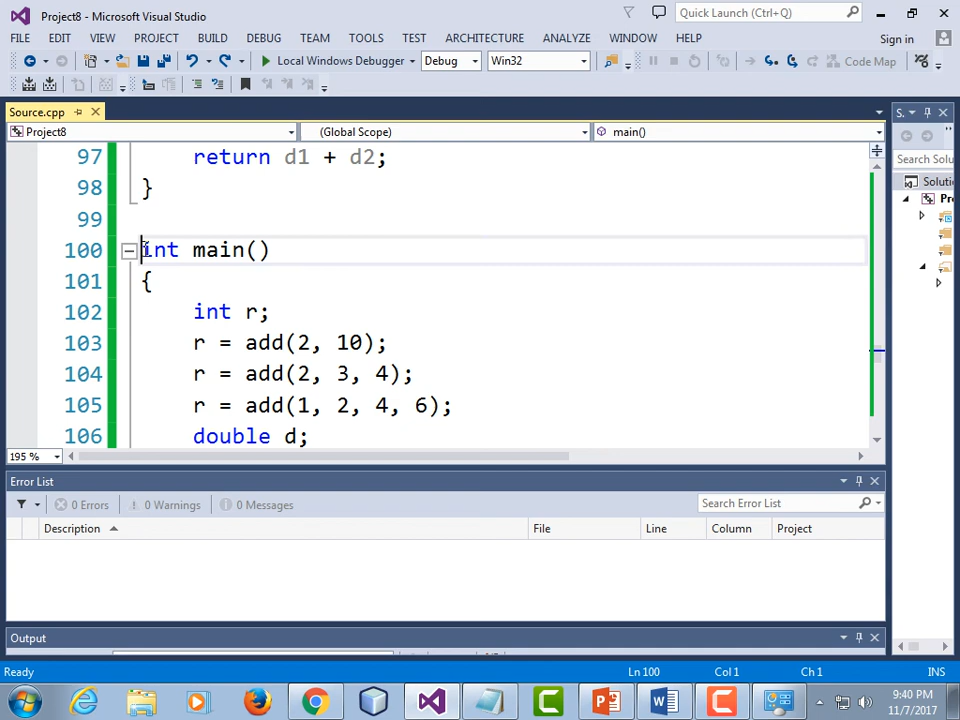 Project8 - Microsoft Visual Studio
Quick Launch (Ctrl+Q)
FILE EDIT VIEW PROJECT BUILD DEBUG TEAM TOOLS TEST ARCHITECTURE ANALYZE WINDOW HELP Sign in
Local Windows Debugger Debug Win32 Code Map
Source.cpp S..
Project8 (Global Scope) main()
97 return d1 + d2;
98 }
99
100 int main()
101 {
102 int r;
103 r = add(2, 10);
104 r = add(2, 3, 4);
105 r = add(1, 2, 4, 6);
106 double d;
Search Solu
Solutio
Pr
195 %
Error List
0 Errors 0 Warnings 0 Messages Search Error List
Description File Line Column Project
Output
Ready Ln 100 Col 1 Ch 1 INS
9:40 PM
11/7/2017